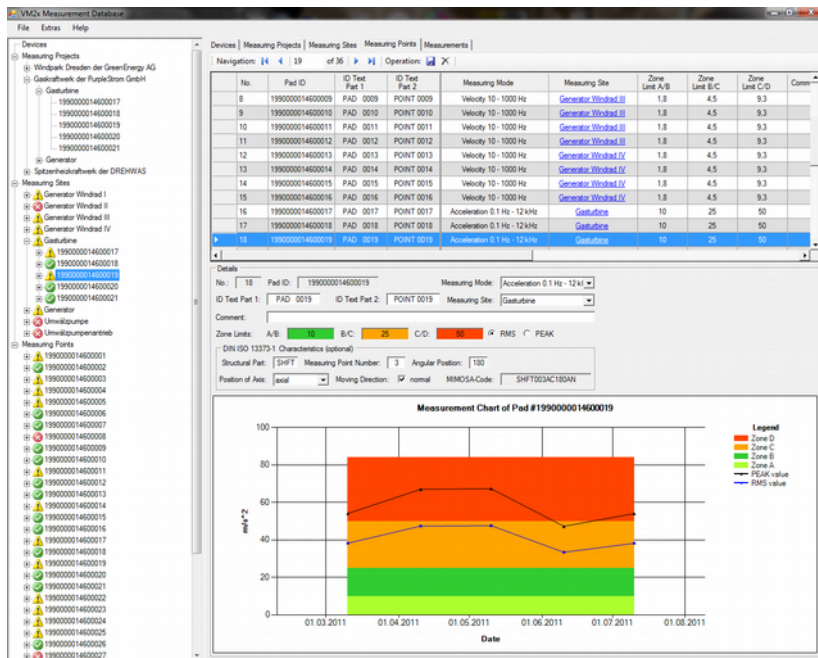 VM2x Measurement Database
File Extras Help
Devices
Measuring Projects
Windpark Dresden der GreenEnergy AG
Gaskraftwerk der PurpleStrom GmbH
Gasturbine
1990000014600017
1990000014600018
1990000014600019
1990000014600020
1990000014600021
Generator
Spitzenheizkraftwerk der DREHWAS
Measuring Sites
Generator Windrad I
Generator Windrad II
Generator Windrad III
Generator Windrad IV
Gasturbine
1990000014600017
1990000014600018
1990000014600019
1990000014600020
1990000014600021
Generator
Umwälzpumpe
Umwälzpumpenantrieb
Measuring Points
1990000014600001
1990000014600002
1990000014600003
1990000014600004
1990000014600005
1990000014600006
1990000014600007
1990000014600008
1990000014600009
1990000014600010
1990000014600011
1990000014600012
1990000014600013
1990000014600014
1990000014600015
1990000014600016
1990000014600017
1990000014600018
1990000014600019
1990000014600020
1990000014600021
1990000014600022
1990000014600023
1990000014600024
1990000014600025
1990000014600026
1990000014600027
Devices Measuring Projects Measuring Sites Measuring Points Measurements
Navigation: 19 of 36 Operation:
No. Pad ID ID Text Part 1 ID Text Part 2 Measuring Mode Measuring Site Zone Limit A/B Zone Limit B/C Zone Limit C/D Comm
8 1990000014600009 PAD 0009 POINT 0009 Velocity 10 - 1000 Hz Generator Windrad III 1.8 4.5 9.3
9 1990000014600010 PAD 0010 POINT 0010 Velocity 10 - 1000 Hz Generator Windrad III 1.8 4.5 9.3
10 1990000014600011 PAD 0011 POINT 0011 Velocity 10 - 1000 Hz Generator Windrad III 1.8 4.5 9.3
11 1990000014600012 PAD 0012 POINT 0012 Velocity 10 - 1000 Hz Generator Windrad III 1.8 4.5 9.3
12 1990000014600013 PAD 0013 POINT 0013 Velocity 10 - 1000 Hz Generator Windrad IV 1.8 4.5 9.3
13 1990000014600014 PAD 0014 POINT 0014 Velocity 10 - 1000 Hz Generator Windrad IV 1.8 4.5 9.3
14 1990000014600015 PAD 0015 POINT 0015 Velocity 10 - 1000 Hz Generator Windrad IV 1.8 4.5 9.3
15 1990000014600016 PAD 0016 POINT 0016 Velocity 10 - 1000 Hz Generator Windrad IV 1.8 4.5 9.3
16 1990000014600017 PAD 0017 POINT 0017 Acceleration 0.1 Hz - 12 kHz Gasturbine 10 25 50
17 1990000014600018 PAD 0018 POINT 0018 Acceleration 0.1 Hz - 12 kHz Gasturbine 10 25 50
18 1990000014600019 PAD 0019 POINT 0019 Acceleration 0.1 Hz - 12 kHz Gasturbine 10 25 50
Details
No.: 18 Pad ID: 1990000014600019 Measuring Mode: Acceleration 0.1 Hz - 12 kl
ID Text Part 1: PAD 0019 ID Text Part 2: POINT 0019 Measuring Site: Gasturbine
Comment:
Zone Limits: A/B: 10 B/C: 25 C/D: 50 RMS PEAK
DIN ISO 13373-1 Characteristics (optional)
Structural Part: SHFT Measuring Point Number: 3 Angular Position: 180
Position of Axis: axial Moving Direction: normal MIMOSA-Code: SHFT003AC180AN
Measurement Chart of Pad #1990000014600019
Legend
Zone D
Zone C
Zone B
Zone A
PEAK value
RMS value
m/s^2
100
80
60
40
20
0
01.03.2011 01.04.2011 01.05.2011 01.06.2011 01.07.2011 01.08.2011
Date